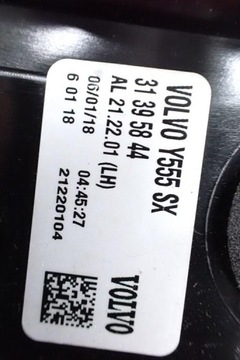 VOLVO Y555 SX
31 39 58 44
AL 21.22.01 (LH)
06/01/18 04:45:27
6 01 18 21220104
VOLVO